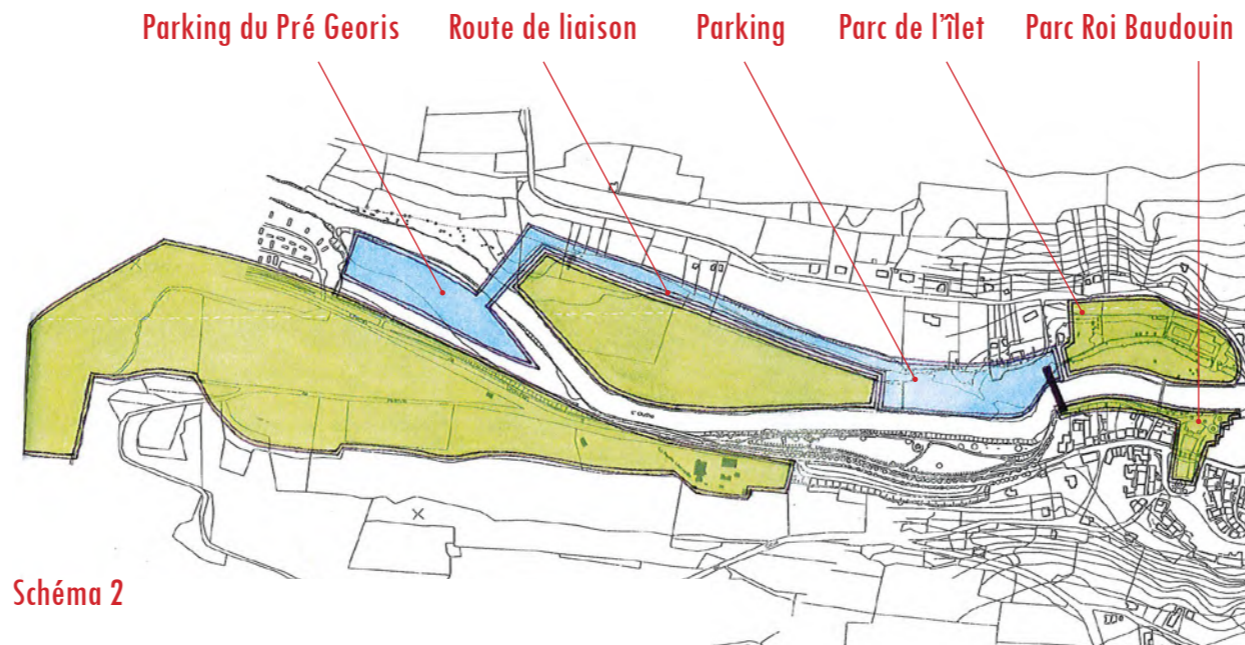 Parking du Pré Georis
Route de liaison
Parking
Parc de l'îlet
Parc Roi Baudouin
Schéma 2